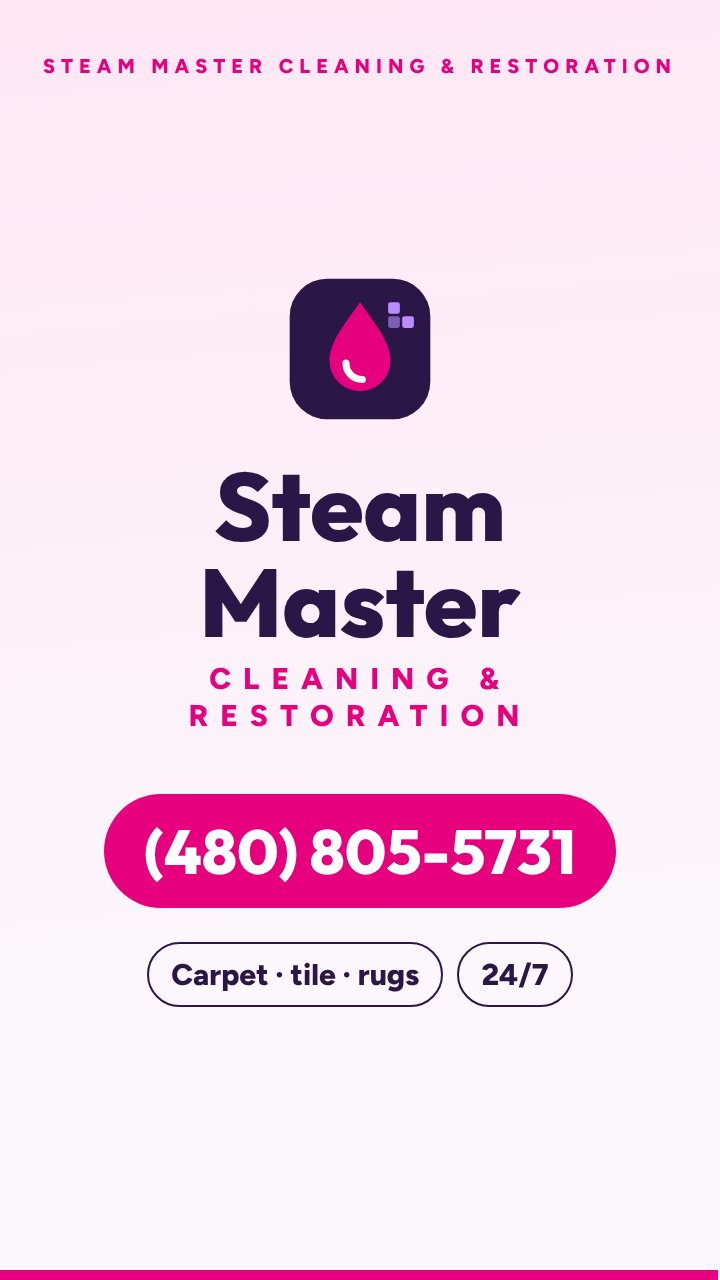 STEAM MASTER CLEANING & RESTORATION
Steam
Master
CLEANING &
RESTORATION
(480) 805-5731
Carpet · tile · rugs
24/7